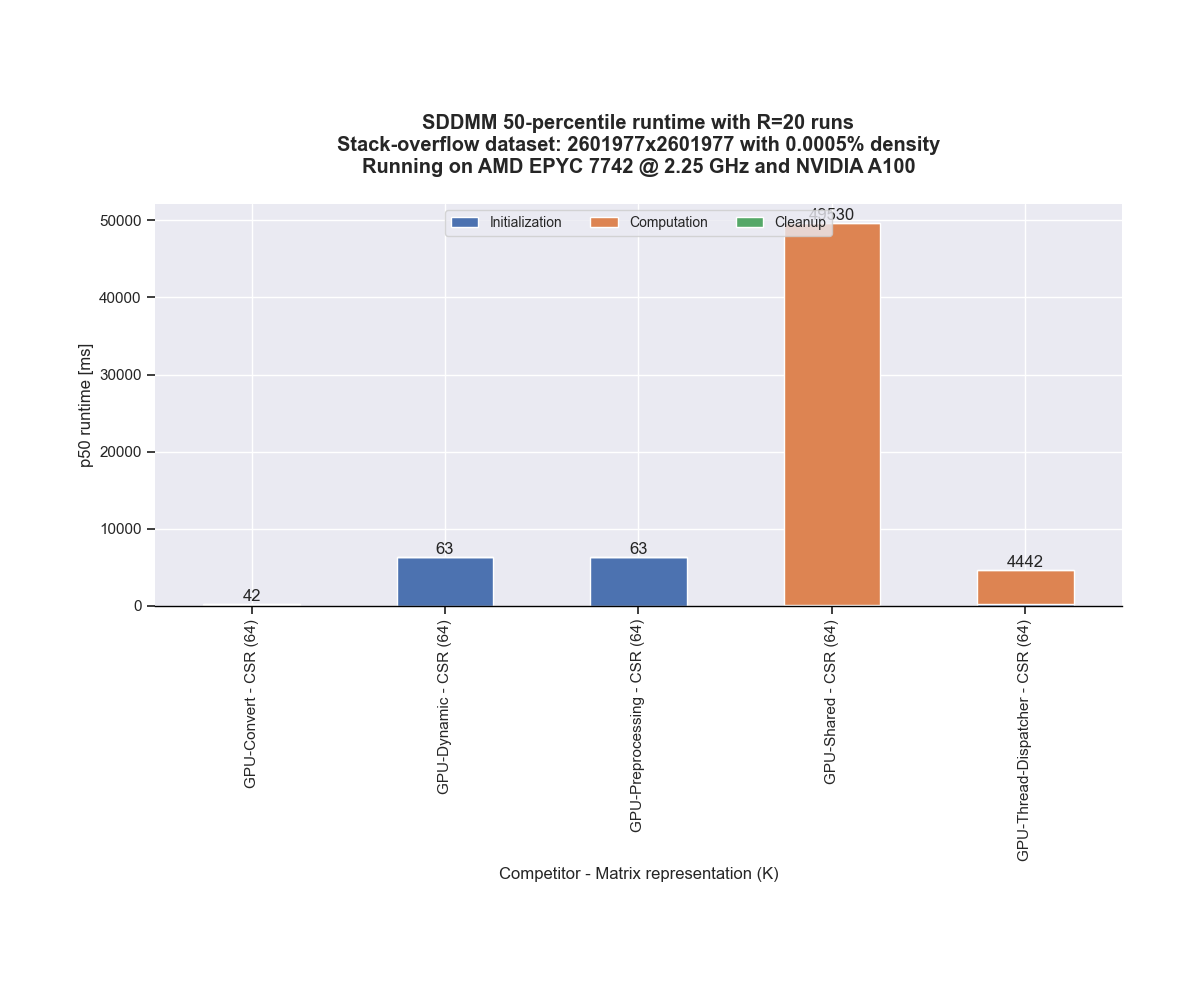 SDDMM 50-percentile runtime with R=20 runs
Stack-overflow dataset: 2601977x2601977 with 0.0005% density
Running on AMD EPYC 7742 @ 2.25 GHz and NVIDIA A100
Initialization
Computation
Cleanup
49530
50000
40000
30000
20000
10000
0
p50 runtime [ms]
42
63
63
4442
GPU-Convert - CSR (64)
GPU-Dynamic - CSR (64)
GPU-Preprocessing - CSR (64)
GPU-Shared - CSR (64)
GPU-Thread-Dispatcher - CSR (64)
Competitor - Matrix representation (K)